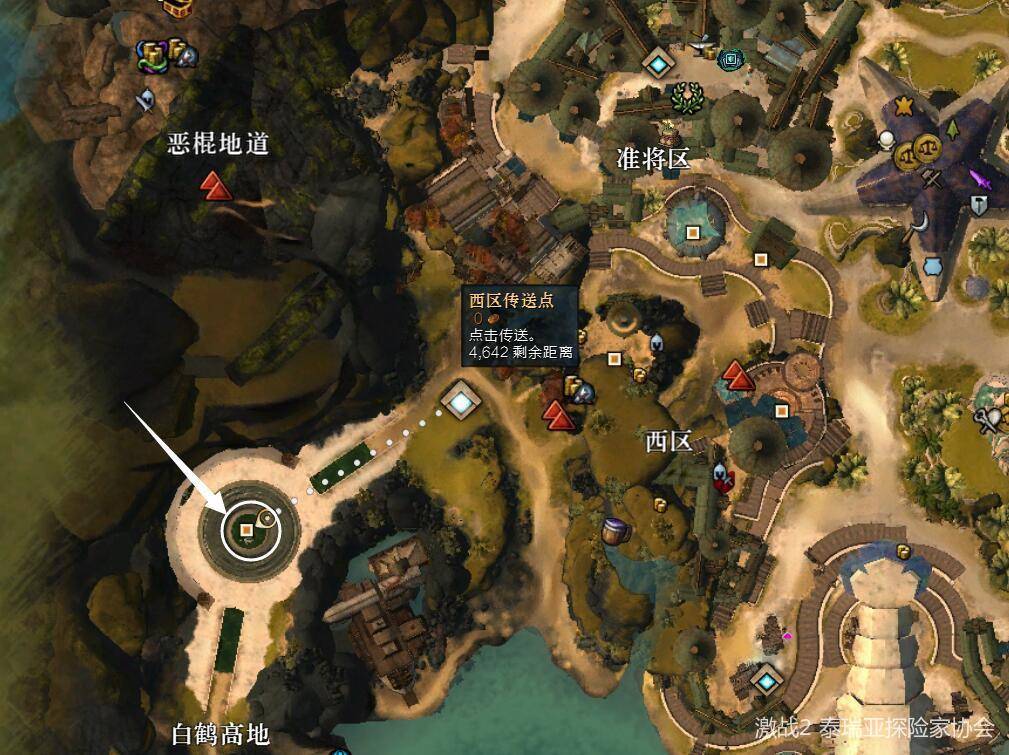 恶棍地道
准将区
西区传送点
0
点击传送。
4,642 剩余距离
西区
白鹤高地
激战2 泰瑞亚探险家协会